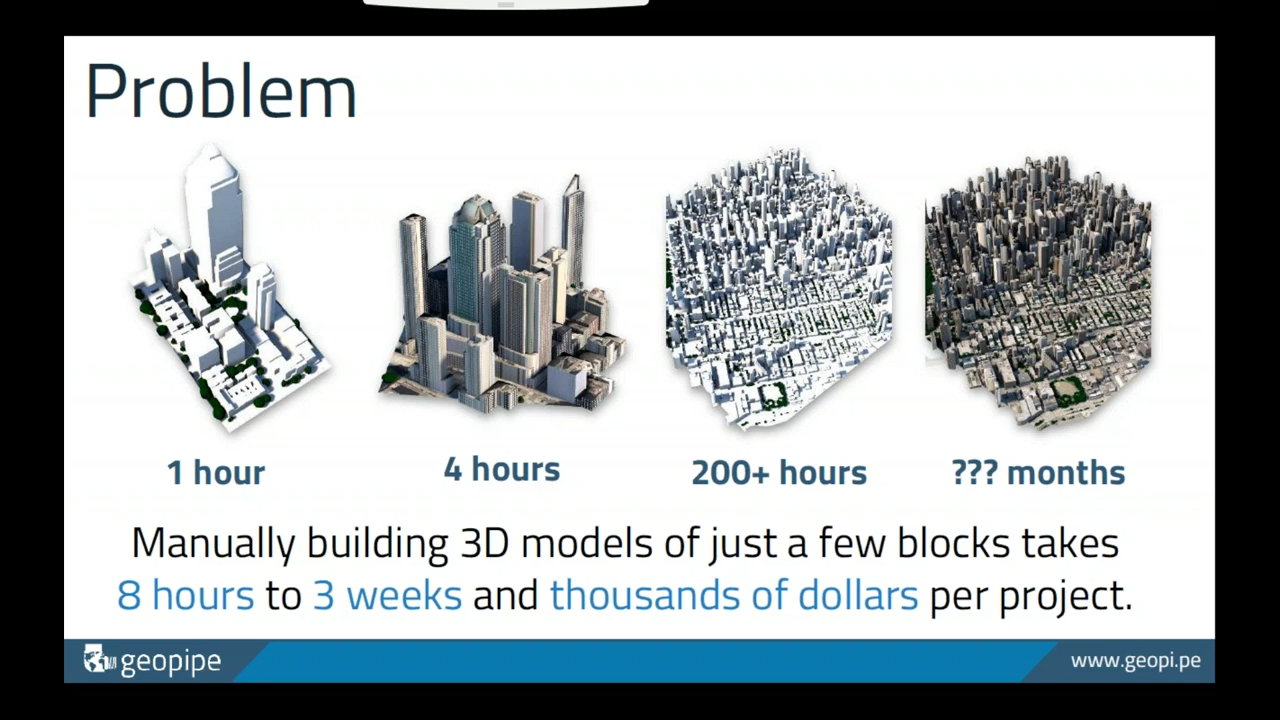 Problem
1 hour
4 hours
200+ hours
??? months
Manually building 3D models of just a few blocks takes
8 hours to 3 weeks and thousands of dollars per project.
geopipe
www.geopi.pe